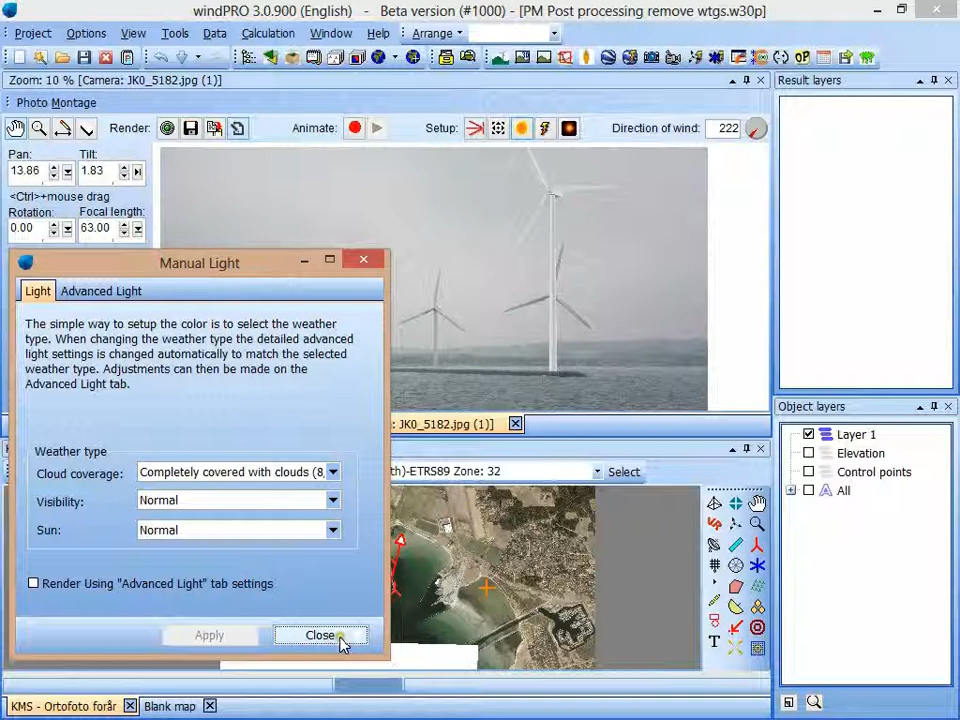 windPRO 3.0.900 (English) - Beta version (#1000) - [PM Post processing remove wtgs.w30p]
Project Options View Tools Data Calculation Window Help Arrange
Zoom: 10 % [Camera: JK0_5182.jpg (1)]
Result layers
Photo Montage
Render: Animate: Setup: Direction of wind: 222
Pan: Tilt:
13.86 1.83
<Ctrl>+mouse drag
Rotation: Focal length:
0.00 63.00
Manual Light
Light Advanced Light
The simple way to setup the color is to select the weather
type. When changing the weather type the detailed advanced
light settings is changed automatically to match the selected
weather type. Adjustments can then be made on the
Advanced Light tab.
Weather type
Cloud coverage: Completely covered with clouds (8,
Visibility: Normal
Sun: Normal
Render Using "Advanced Light" tab settings
Apply Close
: JK0_5182.jpg (1)]
th)-ETRS89 Zone: 32 Select
Object layers
Layer 1
Elevation
Control points
A All
T
KMS - Ortofoto forår Blank map